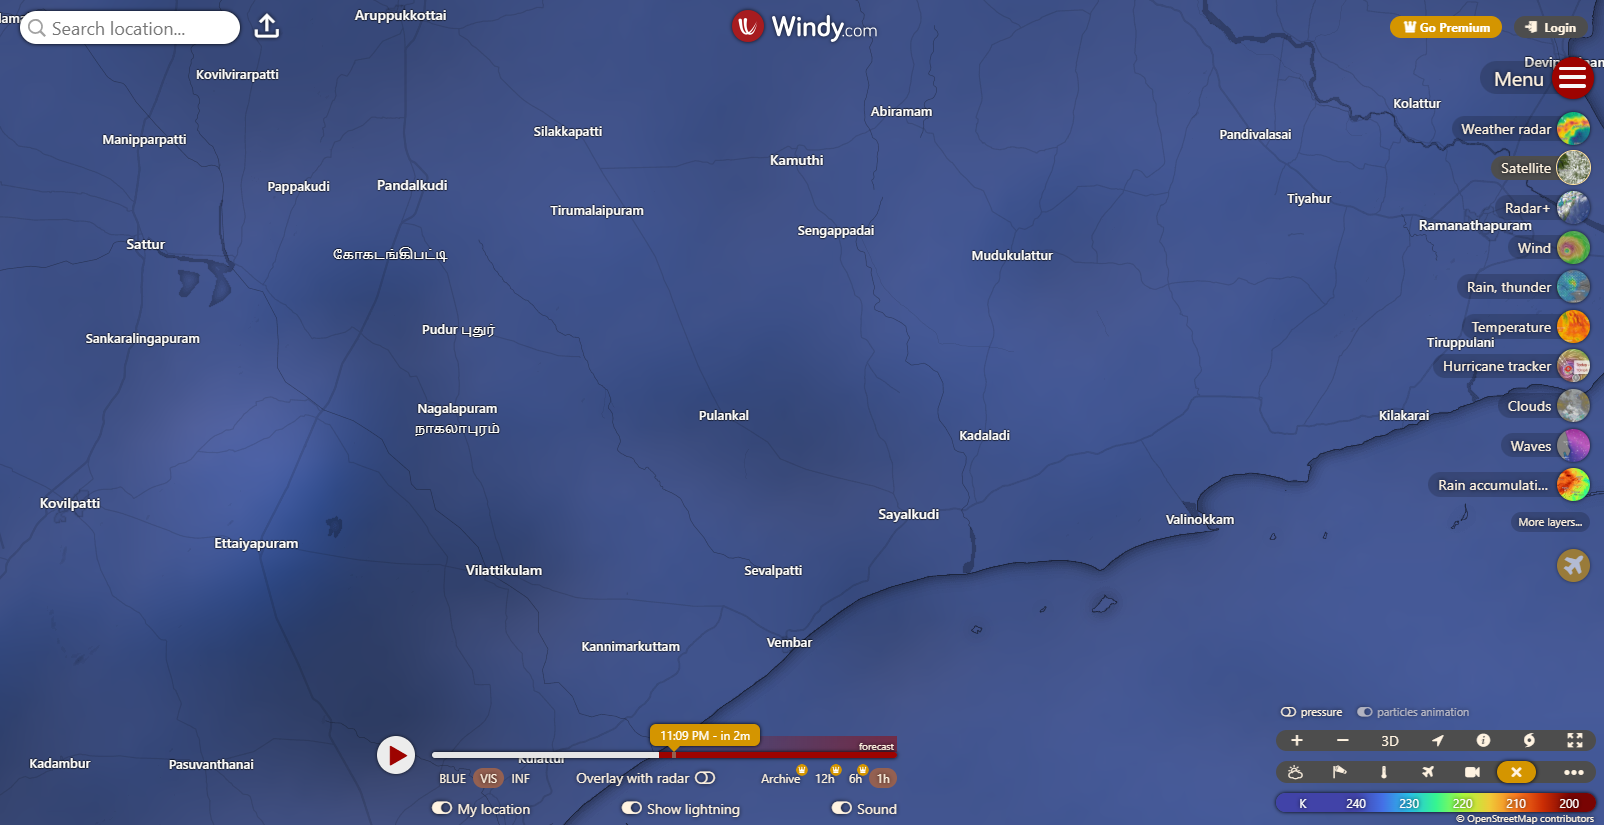 Search location...
Windy.com
Go Premium
Login
Menu
Weather radar
Satellite
Radar+
Wind
Rain, thunder
Temperature
Hurricane tracker
Clouds
Waves
Rain accumulati...
More layers...
Aruppukkottai
Kovilvirarpatti
Kolattur
Abiramam
Silakkapatti
Pandivalasai
Manipparpatti
Kamuthi
Pappakudi
Pandalkudi
Tiyahur
Tirumalaipuram
Ramanathapuram
Sengappadai
Sattur
கோகடங்கிபட்டி
Mudukulattur
Pudur புதூர்
Sankaralingapuram
Tiruppulani
Nagalapuram
நாகலாபுரம்
Pulankal
Kilakarai
Kadaladi
Kovilpatti
Sayalkudi
Valinokkam
Ettaiyapuram
Vilattikulam
Sevalpatti
Kannimarkuttam
Vembar
Kadambur
Pasuvanthanai
11:09 PM - in 2m
forecast
BLUE VIS INF
Overlay with radar
Archive 12h 6h 1h
My location
Show lightning
Sound
pressure
particles animation
3D
K 240 230 220 210 200
© OpenStreetMap contributors